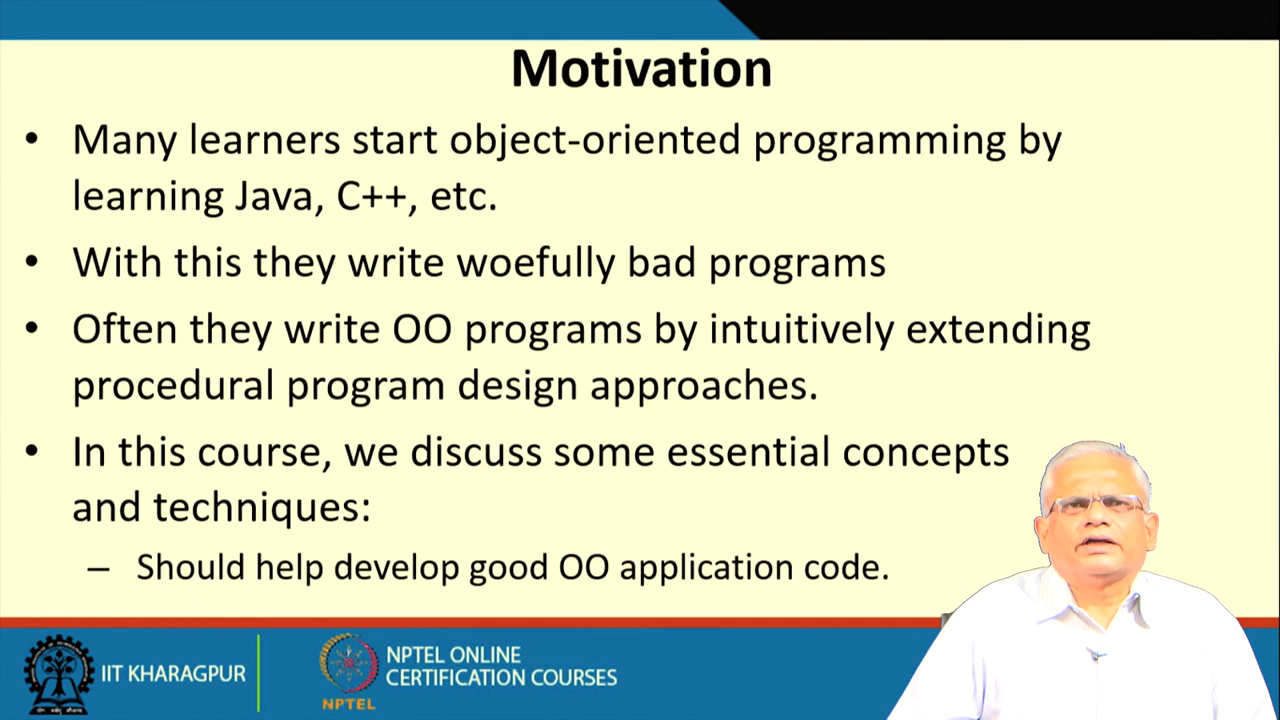 Motivation
• Many learners start object-oriented programming by
learning Java, C++, etc.
• With this they write woefully bad programs
• Often they write OO programs by intuitively extending
procedural program design approaches.
• In this course, we discuss some essential concepts
and techniques:
– Should help develop good OO application code.
IIT KHARAGPUR
NPTEL
NPTEL ONLINE
CERTIFICATION COURSES